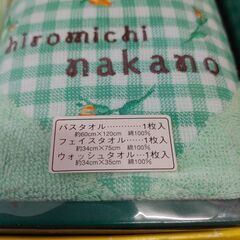 hiromichi
nakano
バスタオル…………1枚入
約60cm×120cm 綿100%
フェイスタオル……1枚入
約34cm×75cm 綿100%
ウォッシュタオル…1枚入
約34cm×35cm 綿100%